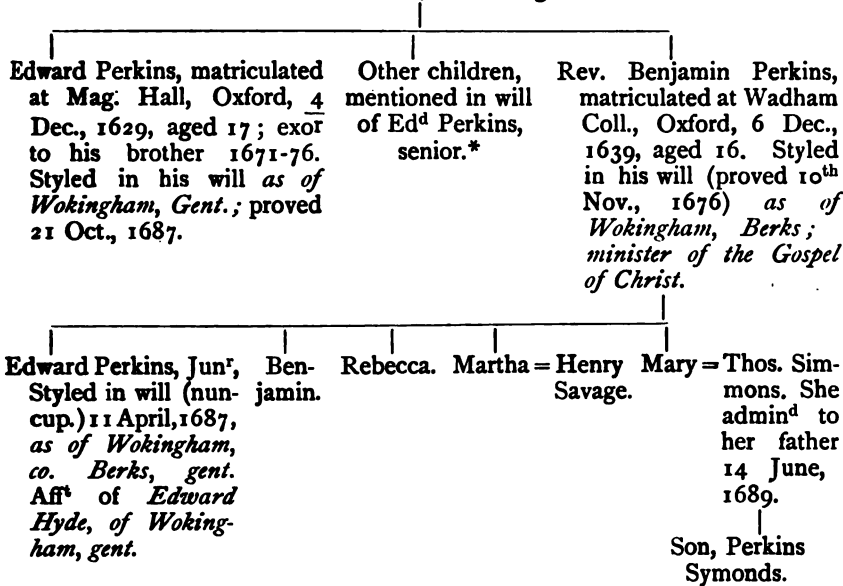 Edward Perkins, matriculated
at Mag. Hall, Oxford, 4
Dec., 1629, aged 17; exor
to his brother 1671-76.
Styled in his will as of
Wokingham, Gent.; proved
21 Oct., 1687.
Other children,
mentioned in will
of Edᵈ Perkins,
senior.*
Rev. Benjamin Perkins,
matriculated at Wadham
Coll., Oxford, 6 Dec.,
1639, aged 16. Styled
in his will (proved 10ᵗʰ
Nov., 1676) as of
Wokingham, Berks;
minister of the Gospel
of Christ.
Edward Perkins, Junʳ,
Styled in will (nun-
cup.) 11 April, 1687,
as of Wokingham,
co. Berks, gent.
Affᵗ of Edward
Hyde, of Woking-
ham, gent.
Ben-
jamin.
Rebecca.
Martha = Henry
Savage.
Mary = Thos. Sim-
mons. She
adminᵈ to
her father
14 June,
1689.
Son, Perkins
Symonds.